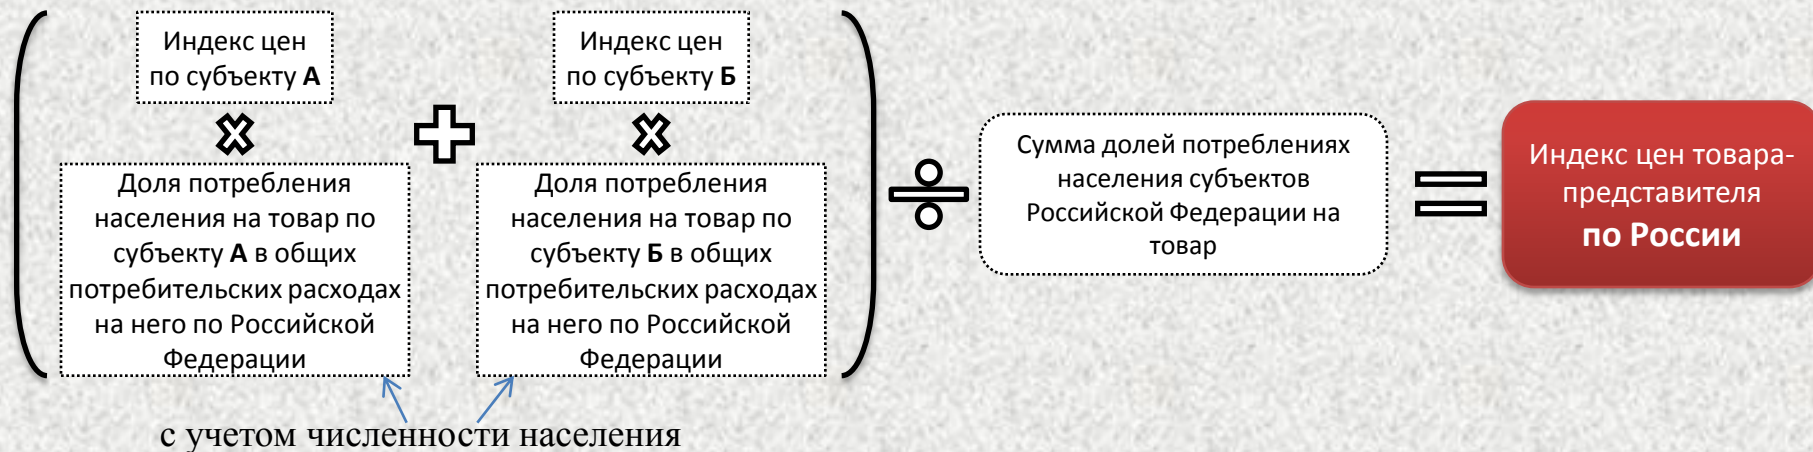 Индекс цен
по субъекту А
Доля потребления
населения на товар по
субъекту А в общих
потребительских расходах
на него по Российской
Федерации
Индекс цен
по субъекту Б
Доля потребления
населения на товар по
субъекту Б в общих
потребительских расходах
на него по Российской
Федерации
с учетом численности населения
Сумма долей потреблениях
населения субъектов
Российской Федерации на
товар
Индекс цен товара-
представителя
по России